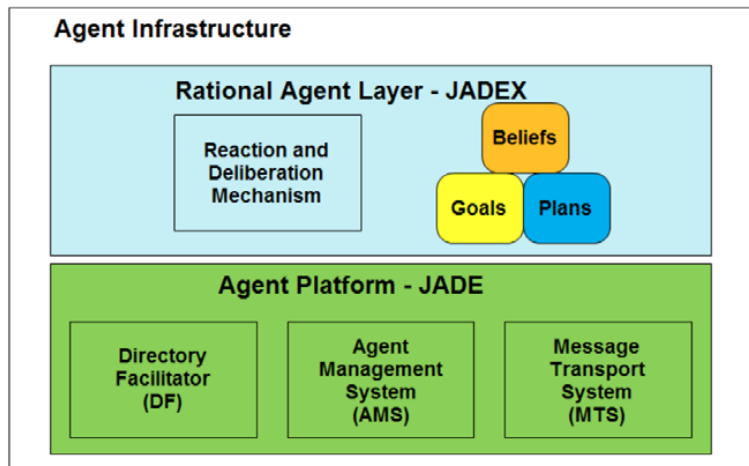 Agent Infrastructure
Rational Agent Layer - JADEX
Reaction and
Deliberation
Mechanism
Beliefs
Goals
Plans
Agent Platform - JADE
Directory
Facilitator
(DF)
Agent
Management
System
(AMS)
Message
Transport
System
(MTS)